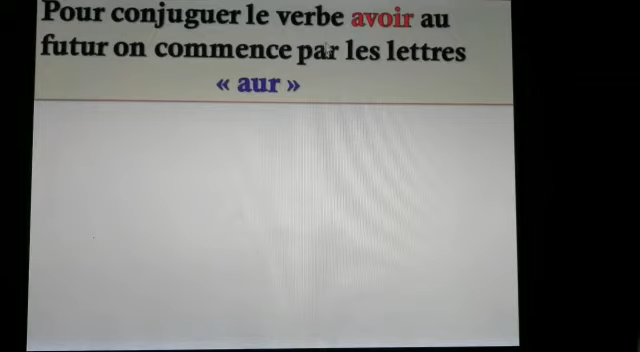 Pour conjuguer le verbe avoir au
futur on commence par les lettres
« aur »